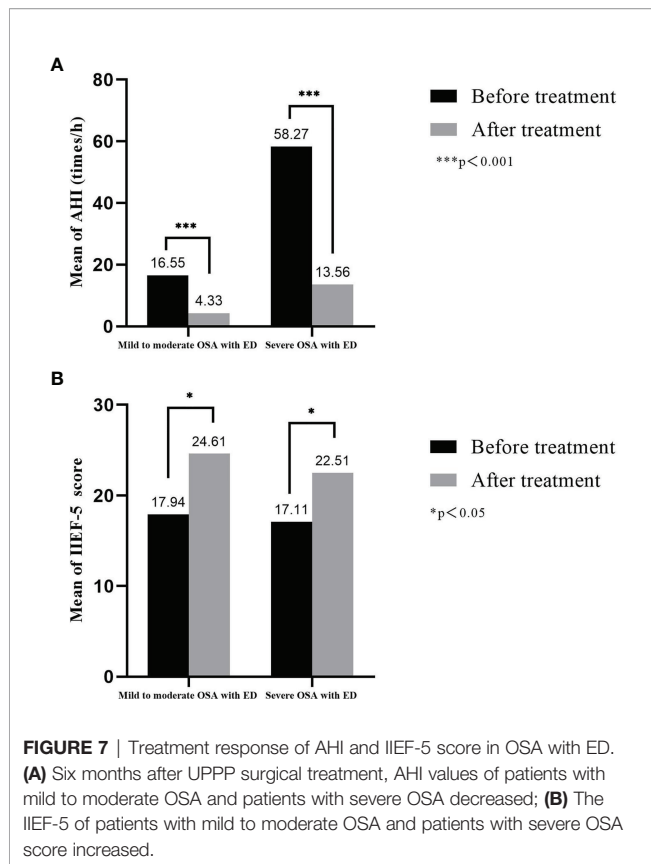 A
Mean of AHI (times/h)
80
60
40
20
0
***
16.55
4.33
***
58.27
13.56
Mild to moderate OSA with ED
Severe OSA with ED
Before treatment
After treatment
***p<0.001
B
Mean of IIEF-5 score
30
20
10
0
*
17.94
24.61
*
17.11
22.51
Mild to moderate OSA with ED
Severe OSA with ED
Before treatment
After treatment
*p<0.05
FIGURE 7 | Treatment response of AHI and IIEF-5 score in OSA with ED.
(A) Six months after UPPP surgical treatment, AHI values of patients with
mild to moderate OSA and patients with severe OSA decreased; (B) The
IIEF-5 of patients with mild to moderate OSA and patients with severe OSA
score increased.